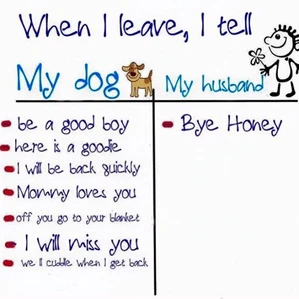 When I leave, I tell
My dog
My husband
be a good boy
here is a goodie
I will be back quickly
Mommy loves you
off you go to your blanket
I will miss you
we ll cuddle when I get back
Bye Honey